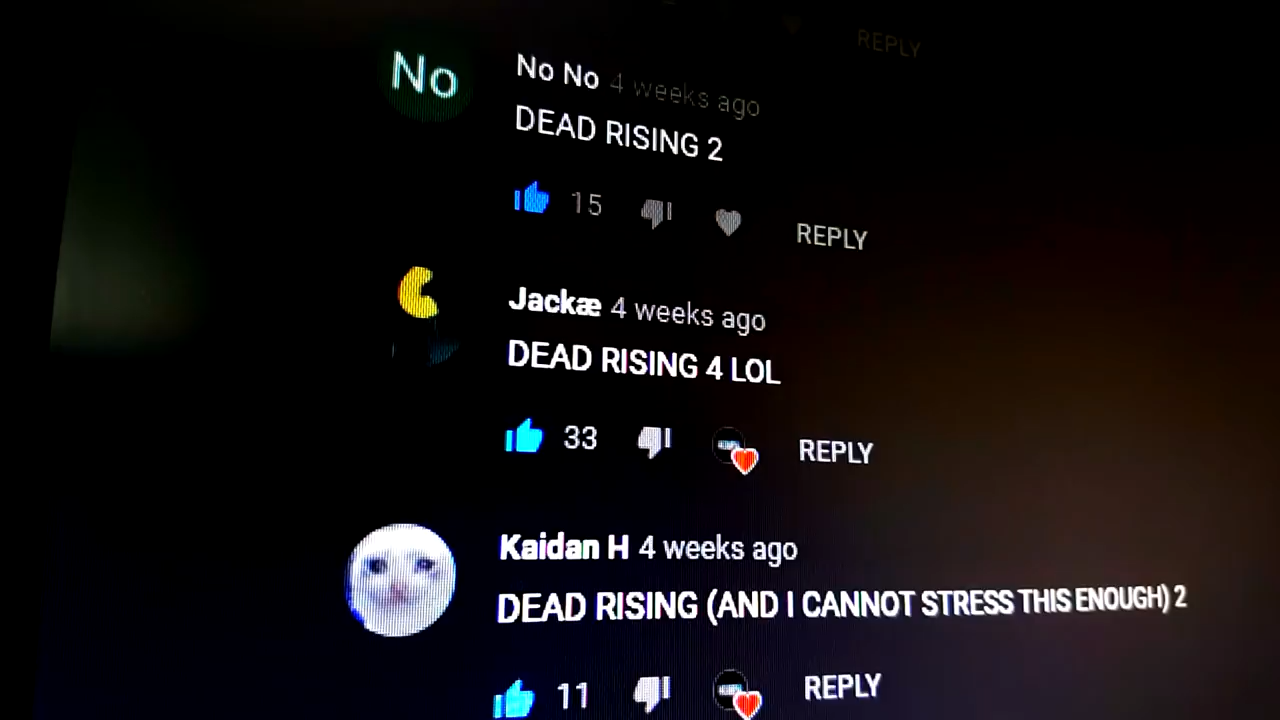 REPLY
No
No No 4 weeks ago
DEAD RISING 2
15 REPLY
Jackæ 4 weeks ago
DEAD RISING 4 LOL
33 REPLY
Kaidan H 4 weeks ago
DEAD RISING (AND I CANNOT STRESS THIS ENOUGH) 2
11 REPLY